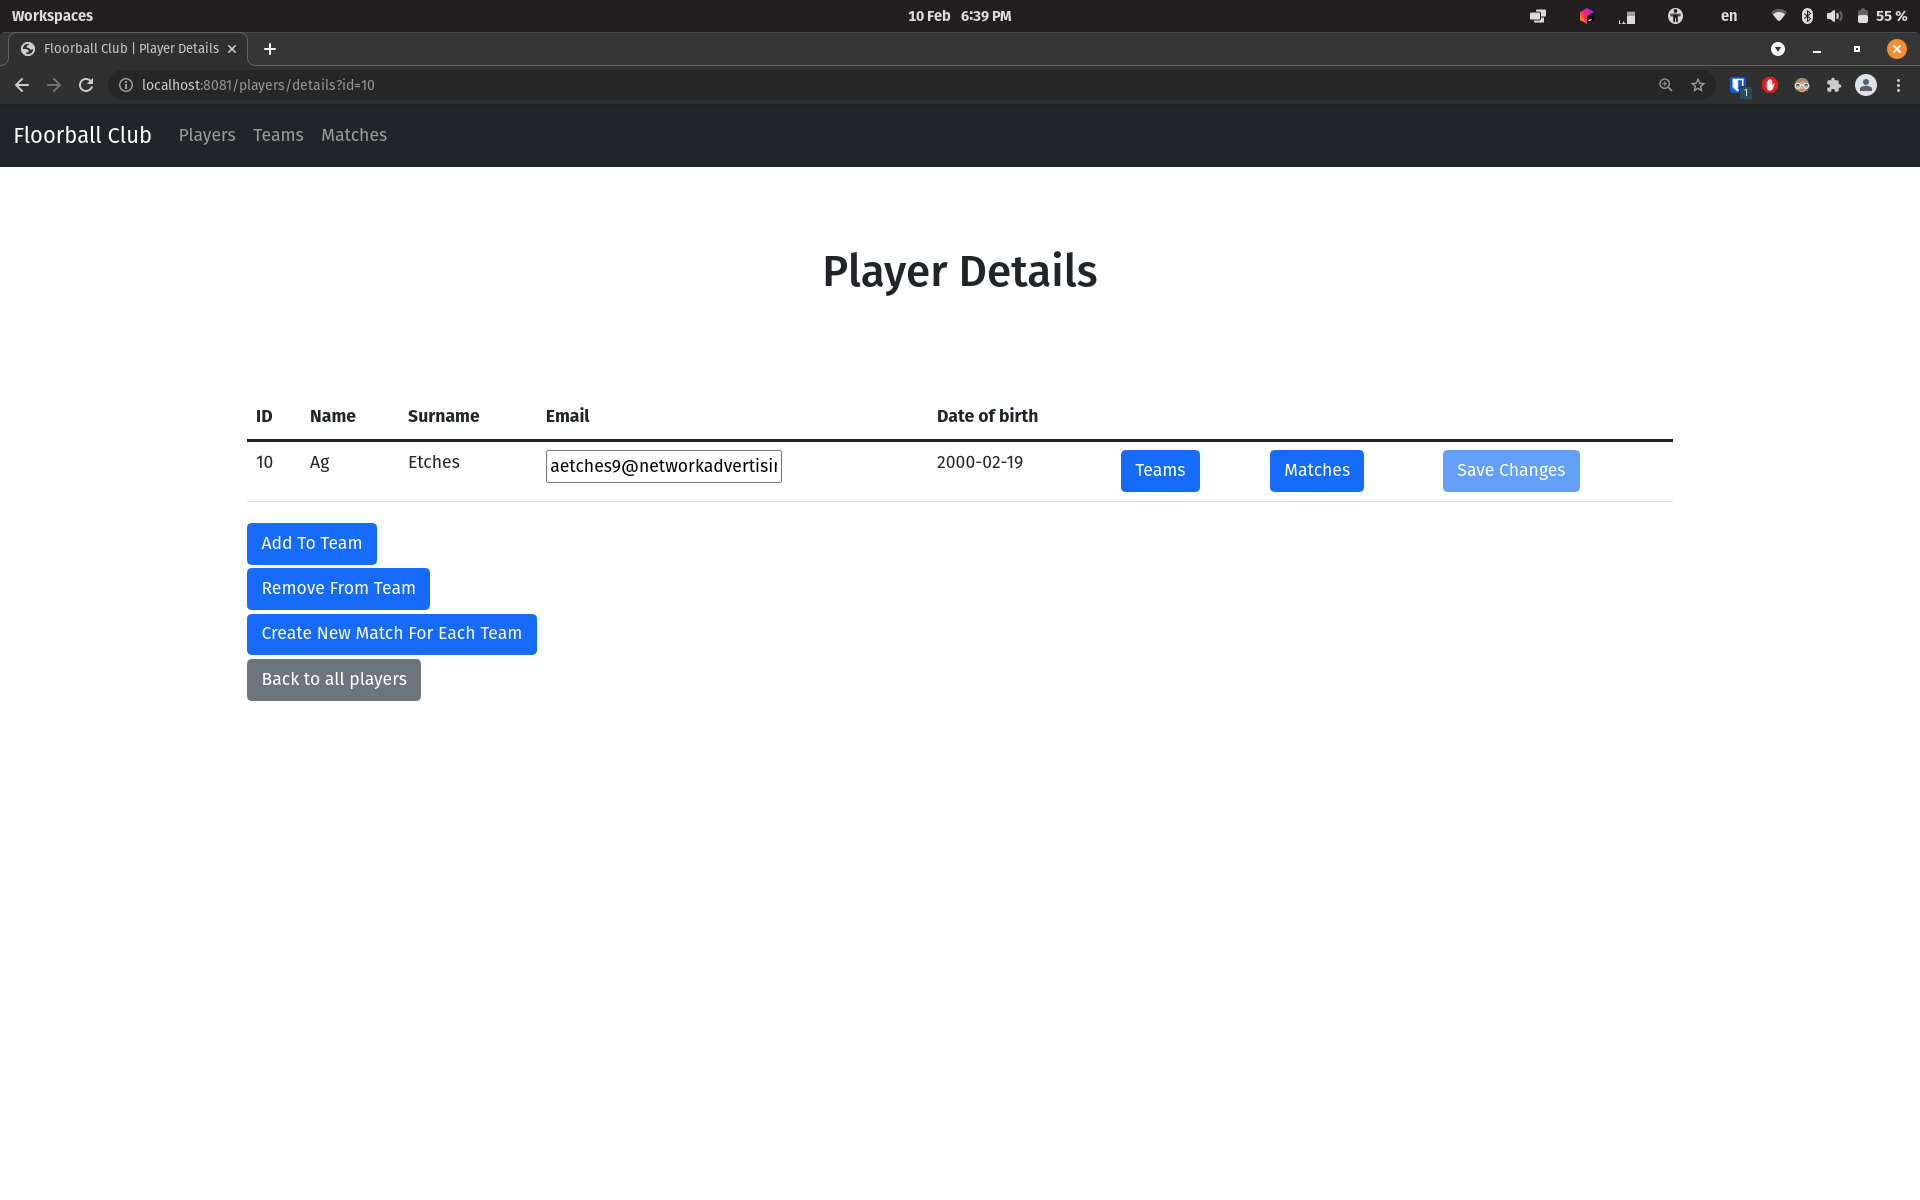 Workspaces 10 Feb 6:39 PM en 55 %
Floorball Club | Player Details
localhost:8081/players/details?id=10 1
Floorball Club Players Teams Matches
Player Details
ID Name Surname Email Date of birth
10 Ag Etches aetches9@networkadvertisin 2000-02-19 Teams Matches Save Changes
Add To Team
Remove From Team
Create New Match For Each Team
Back to all players